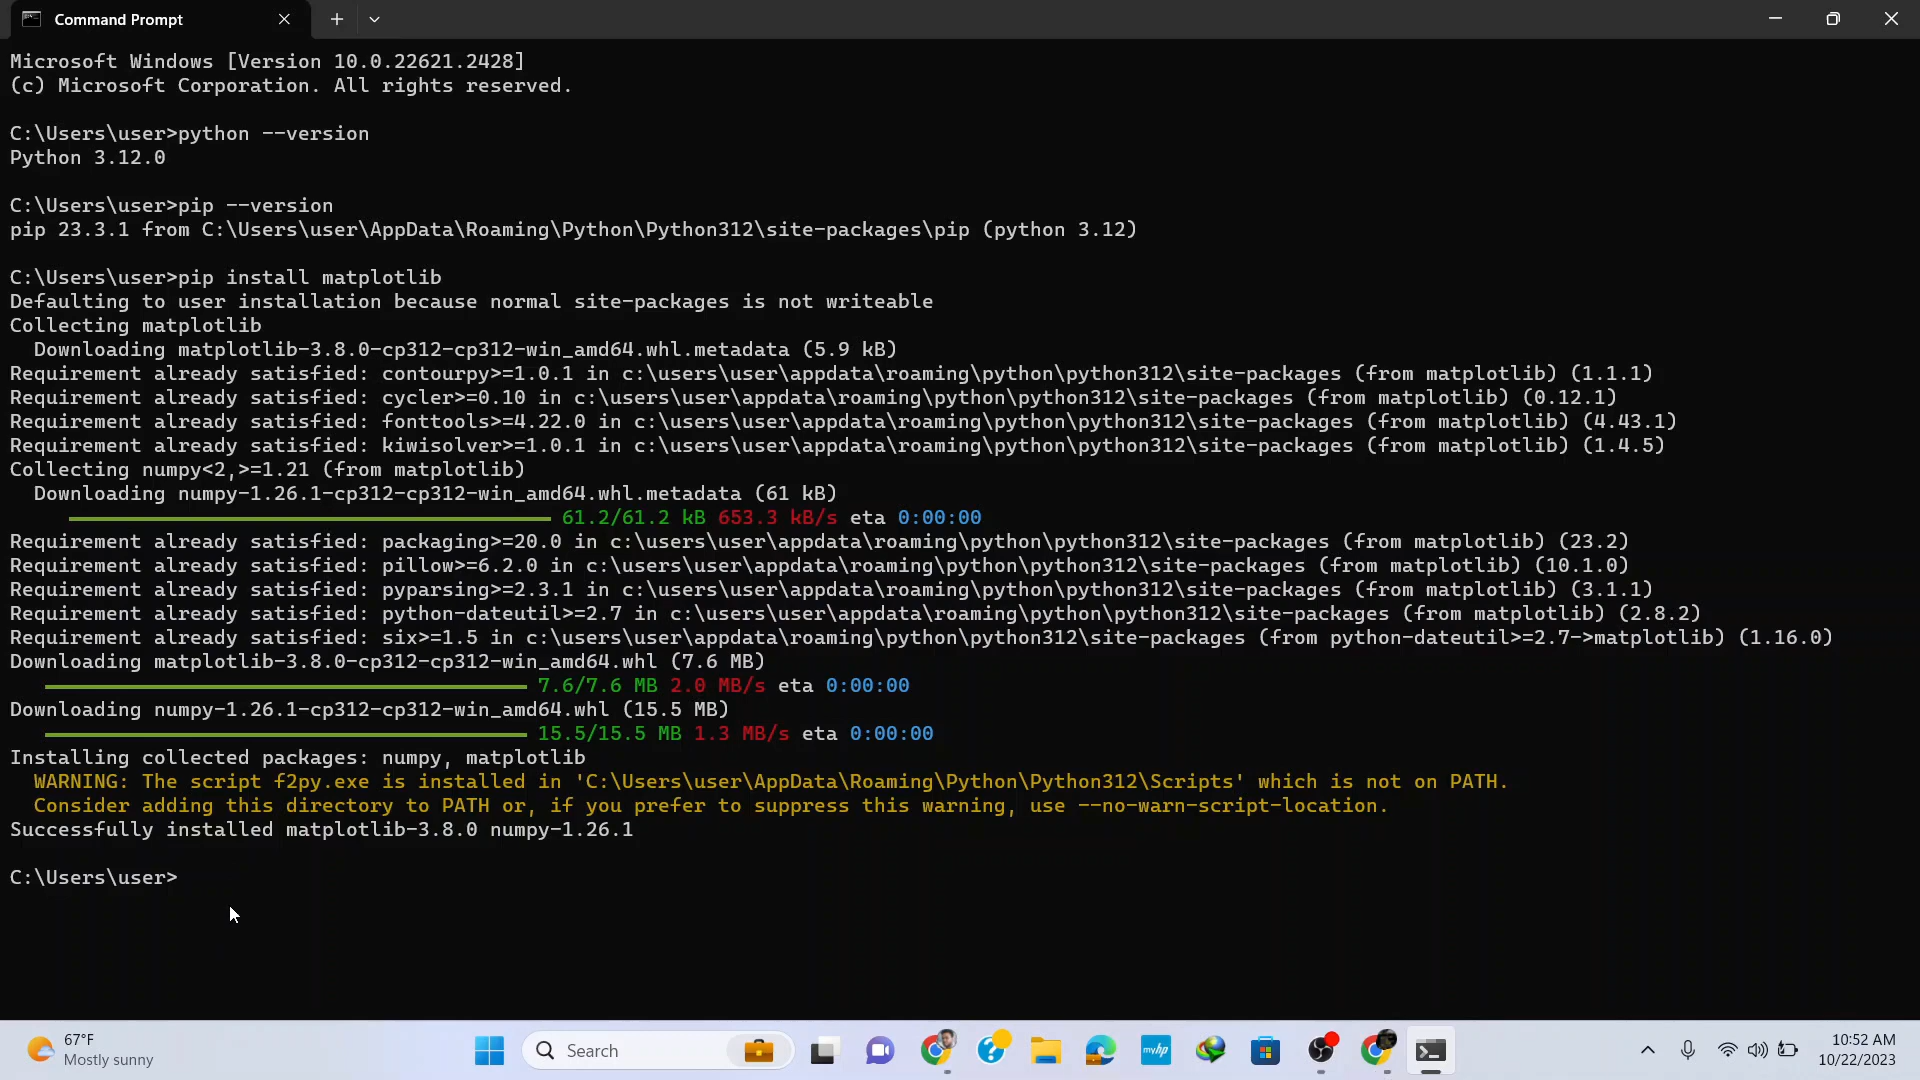 Command Prompt
Microsoft Windows [Version 10.0.22621.2428]
(c) Microsoft Corporation. All rights reserved.
C:\Users\user>python --version
Python 3.12.0
C:\Users\user>pip --version
pip 23.3.1 from C:\Users\user\AppData\Roaming\Python\Python312\site-packages\pip (python 3.12)
C:\Users\user>pip install matplotlib
Defaulting to user installation because normal site-packages is not writeable
Collecting matplotlib
Downloading matplotlib-3.8.0-cp312-cp312-win_amd64.whl.metadata (5.9 kB)
Requirement already satisfied: contourpy>=1.0.1 in c:\users\user\appdata\roaming\python\python312\site-packages (from matplotlib) (1.1.1)
Requirement already satisfied: cycler>=0.10 in c:\users\user\appdata\roaming\python\python312\site-packages (from matplotlib) (0.12.1)
Requirement already satisfied: fonttools>=4.22.0 in c:\users\user\appdata\roaming\python\python312\site-packages (from matplotlib) (4.43.1)
Requirement already satisfied: kiwisolver>=1.0.1 in c:\users\user\appdata\roaming\python\python312\site-packages (from matplotlib) (1.4.5)
Collecting numpy<2,>=1.21 (from matplotlib)
Downloading numpy-1.26.1-cp312-cp312-win_amd64.whl.metadata (61 kB)
61.2/61.2 kB 653.3 kB/s eta 0:00:00
Requirement already satisfied: packaging>=20.0 in c:\users\user\appdata\roaming\python\python312\site-packages (from matplotlib) (23.2)
Requirement already satisfied: pillow>=6.2.0 in c:\users\user\appdata\roaming\python\python312\site-packages (from matplotlib) (10.1.0)
Requirement already satisfied: pyparsing>=2.3.1 in c:\users\user\appdata\roaming\python\python312\site-packages (from matplotlib) (3.1.1)
Requirement already satisfied: python-dateutil>=2.7 in c:\users\user\appdata\roaming\python\python312\site-packages (from matplotlib) (2.8.2)
Requirement already satisfied: six>=1.5 in c:\users\user\appdata\roaming\python\python312\site-packages (from python-dateutil>=2.7->matplotlib) (1.16.0)
Downloading matplotlib-3.8.0-cp312-cp312-win_amd64.whl (7.6 MB)
7.6/7.6 MB 2.0 MB/s eta 0:00:00
Downloading numpy-1.26.1-cp312-cp312-win_amd64.whl (15.5 MB)
15.5/15.5 MB 1.3 MB/s eta 0:00:00
Installing collected packages: numpy, matplotlib
WARNING: The script f2py.exe is installed in 'C:\Users\user\AppData\Roaming\Python\Python312\Scripts' which is not on PATH.
Consider adding this directory to PATH or, if you prefer to suppress this warning, use --no-warn-script-location.
Successfully installed matplotlib-3.8.0 numpy-1.26.1
C:\Users\user>
67°F
Mostly sunny
Search
myhp
10:52 AM
10/22/2023